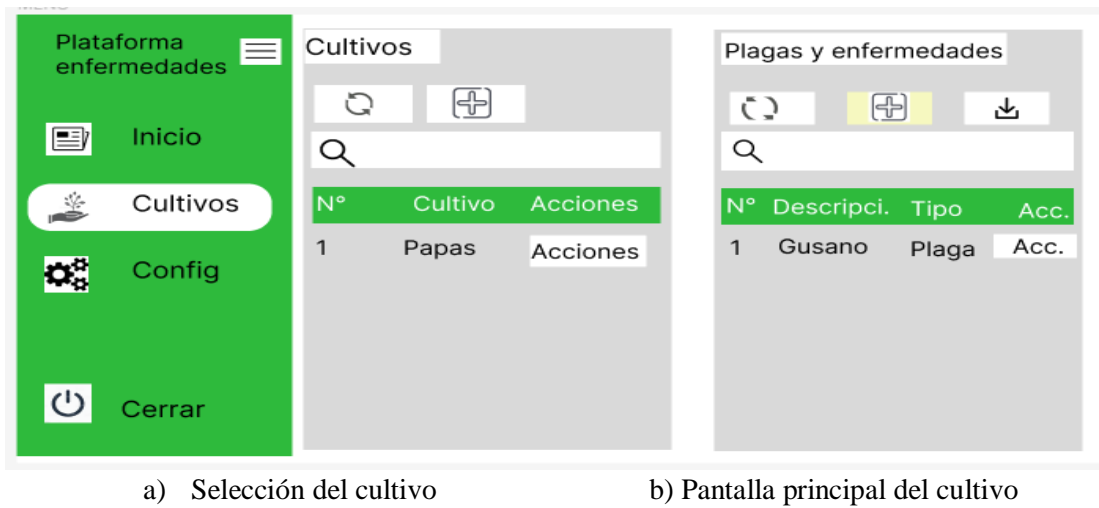 Plataforma
enfermedades
Inicio
Cultivos
Config
Cerrar
Cultivos
N° Cultivo Acciones
1 Papas Acciones
Plagas y enfermedades
N° Descripci. Tipo Acc.
1 Gusano Plaga Acc.
a) Selección del cultivo
b) Pantalla principal del cultivo